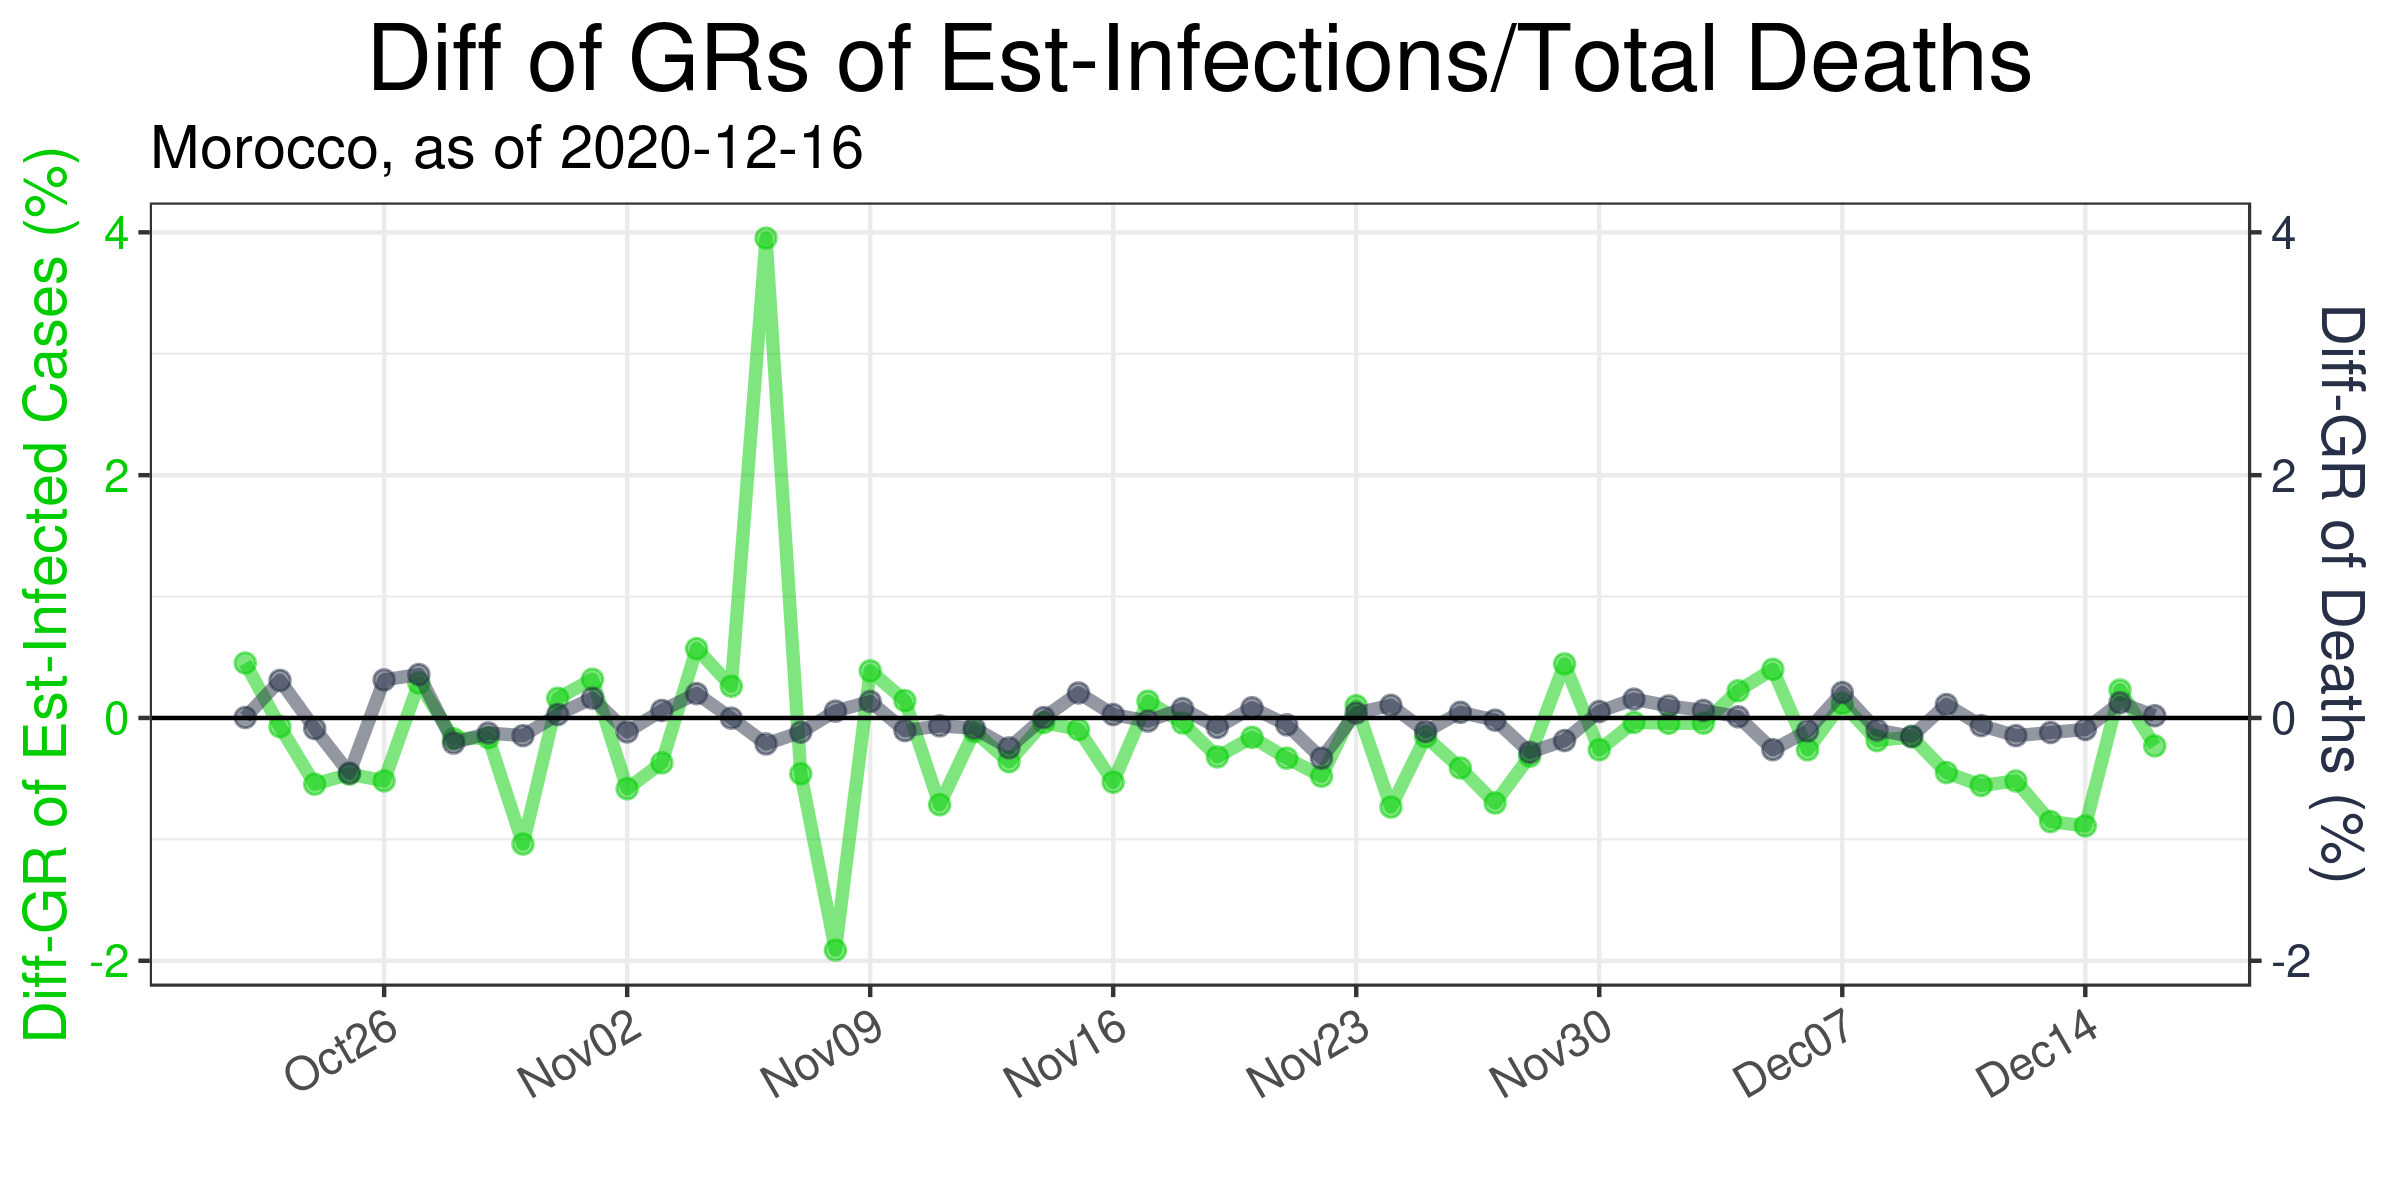 Diff of GRs of Est-Infections/Total Deaths
Morocco, as of 2020-12-16
Diff-GR of Est-Infected Cases (%)
4
2
0
-2
4
2
0
-2
Diff-GR of Deaths (%)
Oct26
Nov02
Nov09
Nov16
Nov23
Nov30
Dec07
Dec14